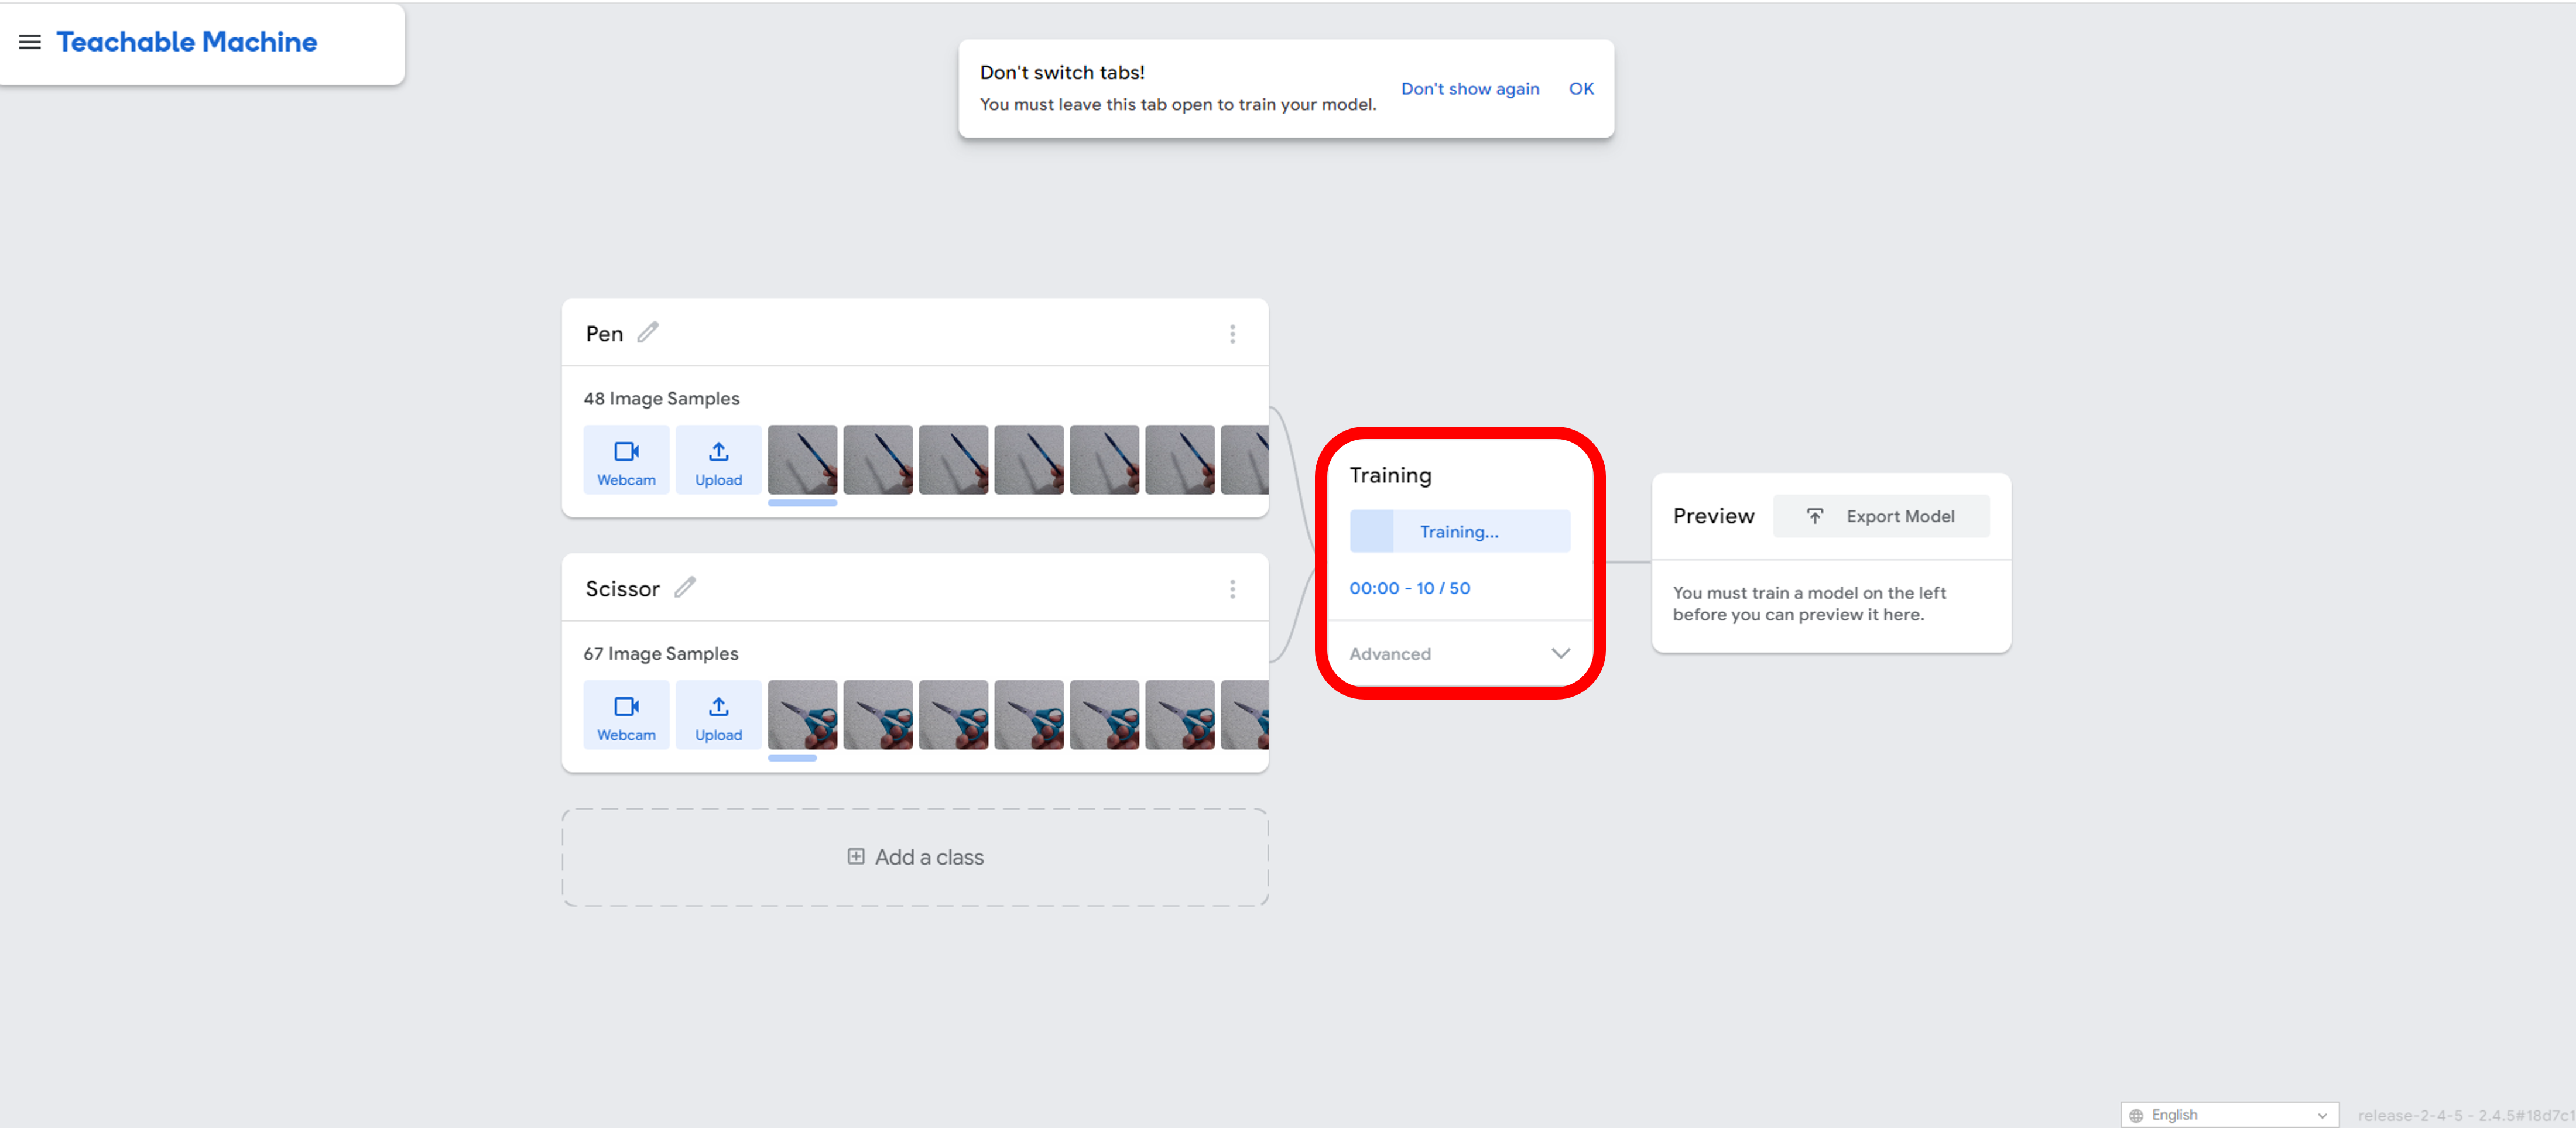 Teachable Machine
Don't switch tabs!
You must leave this tab open to train your model.
Don't show again
OK
Pen
48 Image Samples
Webcam
Upload
Scissor
67 Image Samples
Webcam
Upload
Add a class
Training
Training...
00:00 - 10 / 50
Advanced
Preview
Export Model
You must train a model on the left
before you can preview it here.
English
release-2-4-5 - 2.4.5#18d7c1